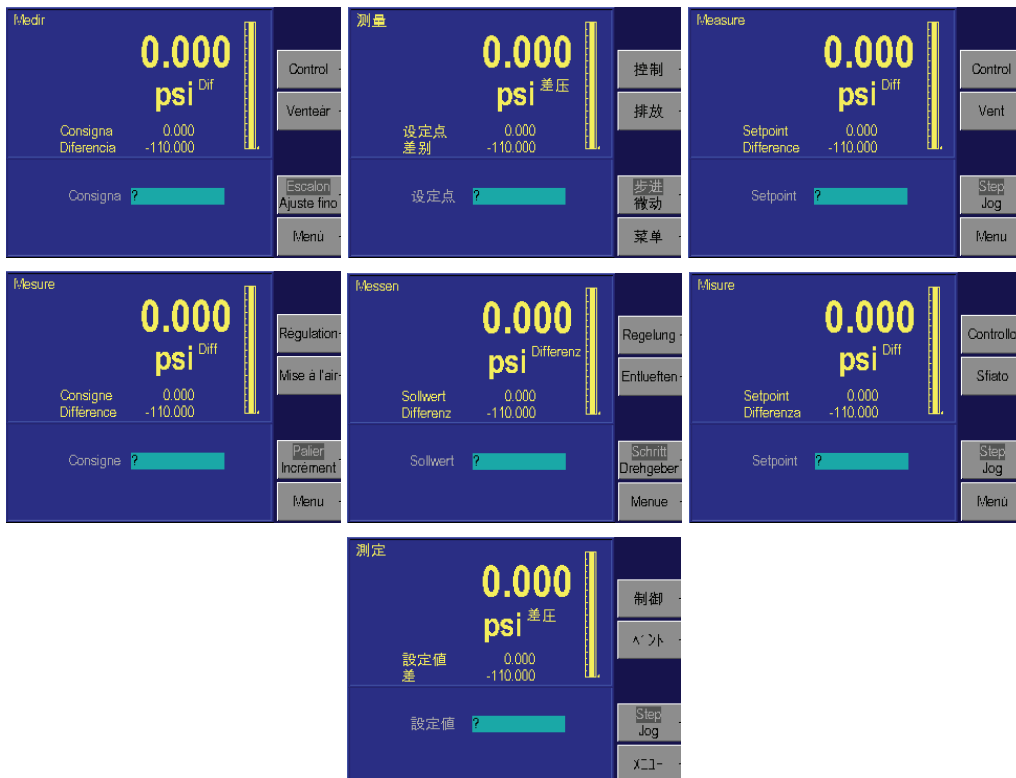 Medir
0.000
psi Dif
Consigna 0.000
Diferencia -110.000
Consigna ?
Control
Ventear
Escalon
Ajuste fino
Menú
测量
0.000
psi 差压
设定点 0.000
差别 -110.000
设定点 ?
控制
排放
步进
微动
菜单
Measure
0.000
psi Diff
Setpoint 0.000
Difference -110.000
Setpoint ?
Control
Vent
Step
Jog
Menu
Mesure
0.000
psi Diff
Consigne 0.000
Différence -110.000
Consigne ?
Régulation
Mise à l'air
Palier
Incrément
Menu
Messen
0.000
psi Differenz
Sollwert 0.000
Differenz -110.000
Sollwert ?
Regelung
Entlueften
Schritt
Drehgeber
Menue
Misure
0.000
psi Diff
Setpoint 0.000
Differenza -110.000
Setpoint ?
Controllo
Sfiato
Step
Jog
Menù
測定
0.000
psi 差圧
設定値 0.000
差 -110.000
設定値 ?
制御
ﾍﾞﾝﾄ
Step
Jog
ﾒﾆｭｰ